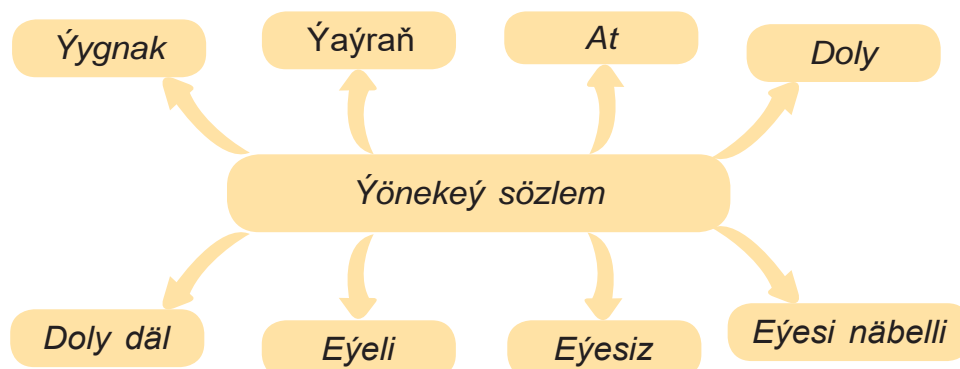 Ýygnak
Ýaýraň
At
Doly
Ýönekeý sözlem
Doly däl
Eýeli
Eýesiz
Eýesi näbelli